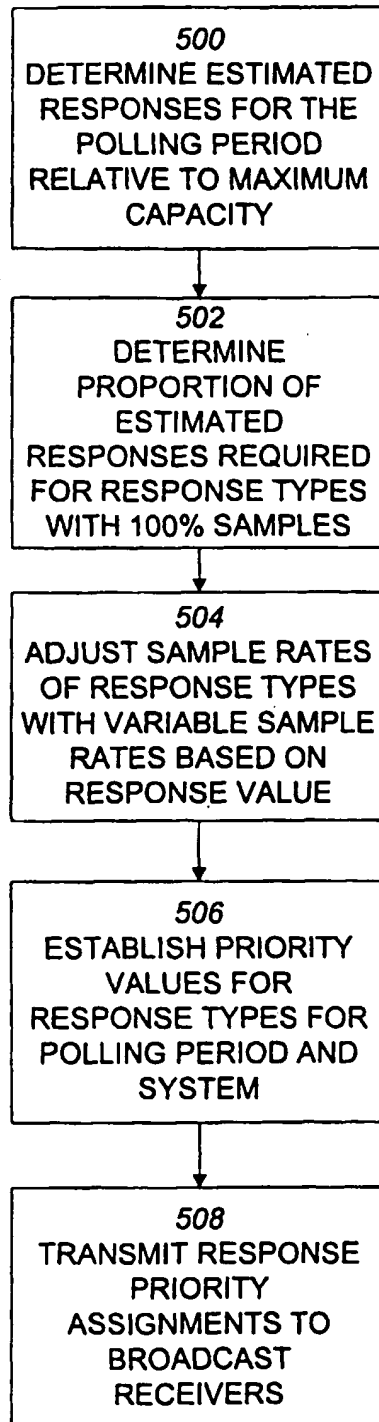 500
DETERMINE ESTIMATED
RESPONSES FOR THE
POLLING PERIOD
RELATIVE TO MAXIMUM
CAPACITY
502
DETERMINE
PROPORTION OF
ESTIMATED
RESPONSES REQUIRED
FOR RESPONSE TYPES
WITH 100% SAMPLES
504
ADJUST SAMPLE RATES
OF RESPONSE TYPES
WITH VARIABLE SAMPLE
RATES BASED ON
RESPONSE VALUE
506
ESTABLISH PRIORITY
VALUES FOR
RESPONSE TYPES FOR
POLLING PERIOD AND
SYSTEM
508
TRANSMIT RESPONSE
PRIORITY
ASSIGNMENTS TO
BROADCAST
RECEIVERS